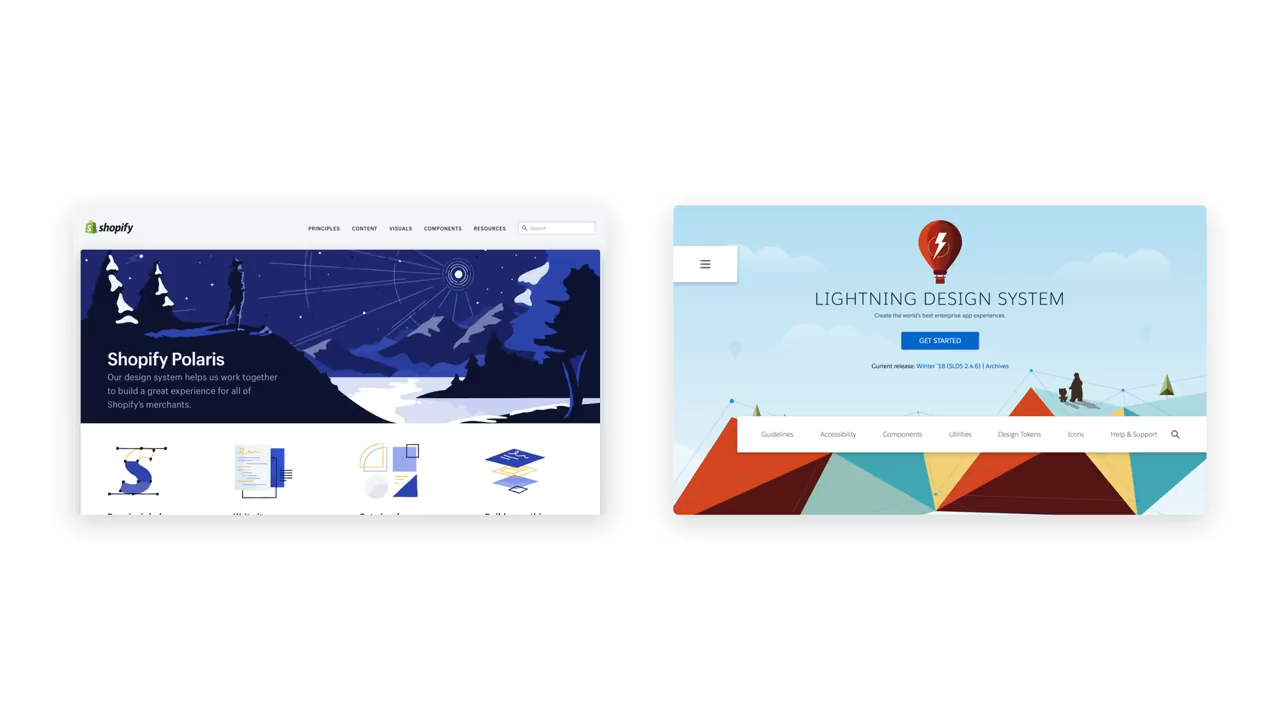 shopify
PRINCIPLES CONTENT VISUALS COMPONENTS RESOURCES Search
Shopify Polaris
Our design system helps us work together
to build a great experience for all of
Shopify's merchants.
LIGHTNING DESIGN SYSTEM
Create the world's best enterprise app experiences.
GET STARTED
Current release: Winter '18 (SLDS 2.4.6) | Archives
Guidelines Accessibility Components Utilities Design Tokens Icons Help & Support